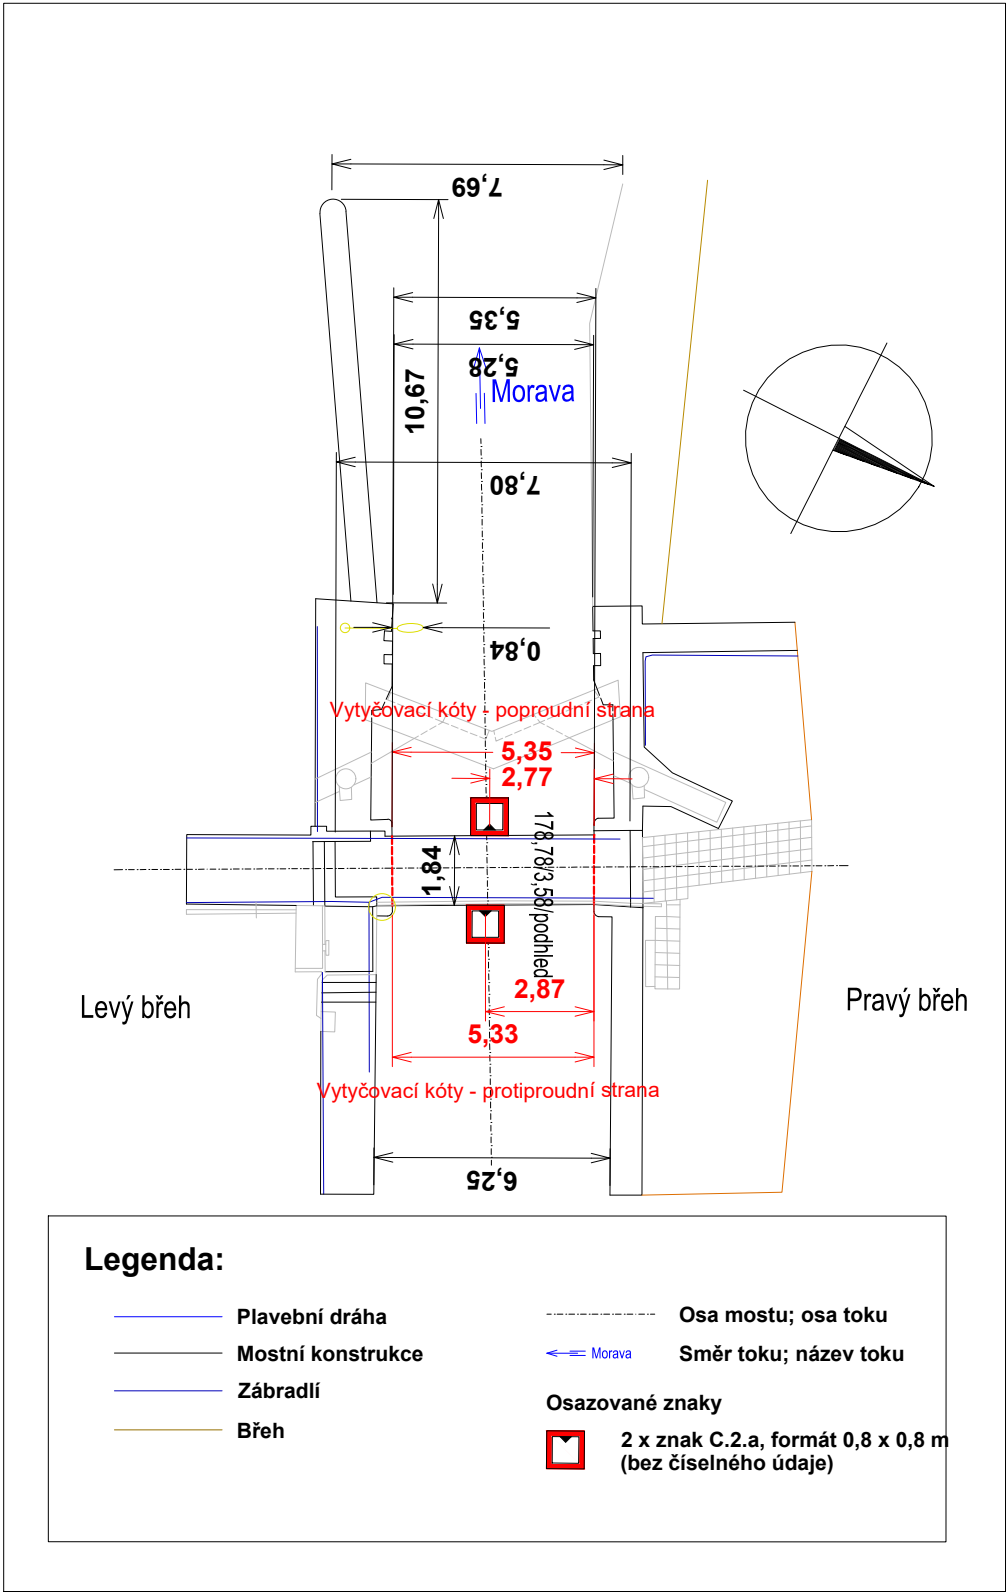 7,69
5,35
5,28
10,67
Morava
7,80
0,84
Vytyčovací kóty - poproudní strana
5,35
2,77
1,84
178,78/3,58/podhled
2,87
Levý břeh
Pravý břeh
5,33
Vytyčovací kóty - protiproudní strana
6,25
Legenda:
Plavební dráha
Mostní konstrukce
Zábradlí
Břeh
Osa mostu; osa toku
Morava
Směr toku; název toku
Osazované znaky
2 x znak C.2.a, formát 0,8 x 0,8 m
(bez číselného údaje)